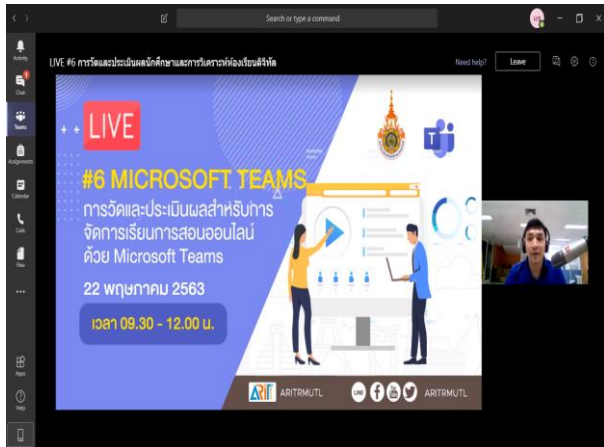 Search or type a command
Activity
Chat
Teams
Assignments
Calendar
Calls
Files
Apps
Help
LIVE #6 การวัดและประเมินผลนักศึกษาและการวิเคราะห์ห้องเรียนดิจิทัล
Need help?
Leave
LIVE
#6 MICROSOFT TEAMS
การวัดและประเมินผลสำหรับการ
จัดการเรียนการสอนออนไลน์
ด้วย Microsoft Teams
22 พฤษภาคม 2563
เวลา 09.30 - 12.00 น.
ARIT
ARITRMUTL
LINE
ARITRMUTL